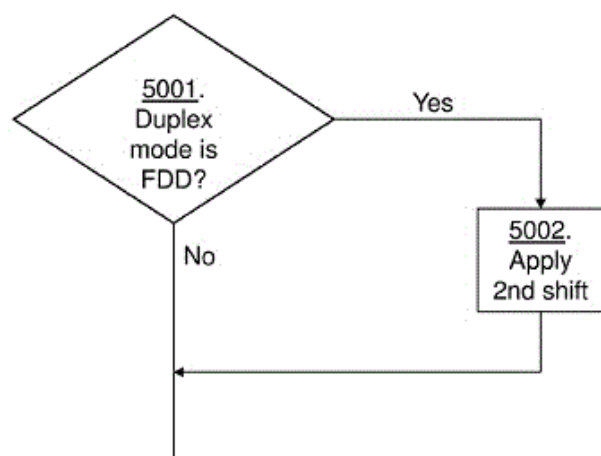 5001.
Duplex
mode is
FDD?
Yes
No
5002.
Apply
2nd shift